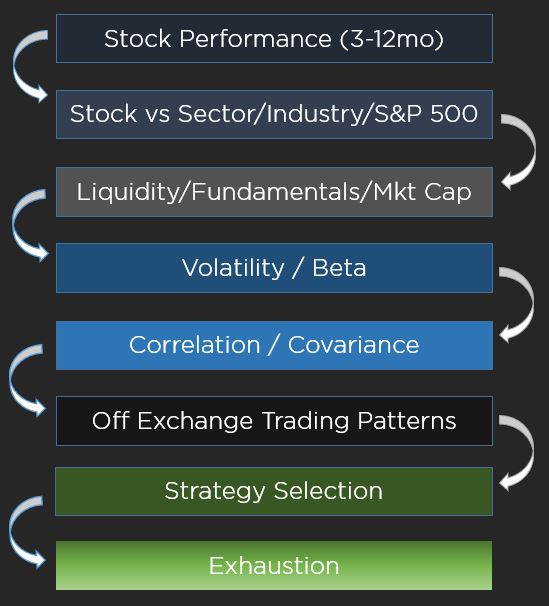 Stock Performance (3-12mo)
Stock vs Sector/Industry/S&P 500
Liquidity/Fundamentals/Mkt Cap
Volatility / Beta
Correlation / Covariance
Off Exchange Trading Patterns
Strategy Selection
Exhaustion